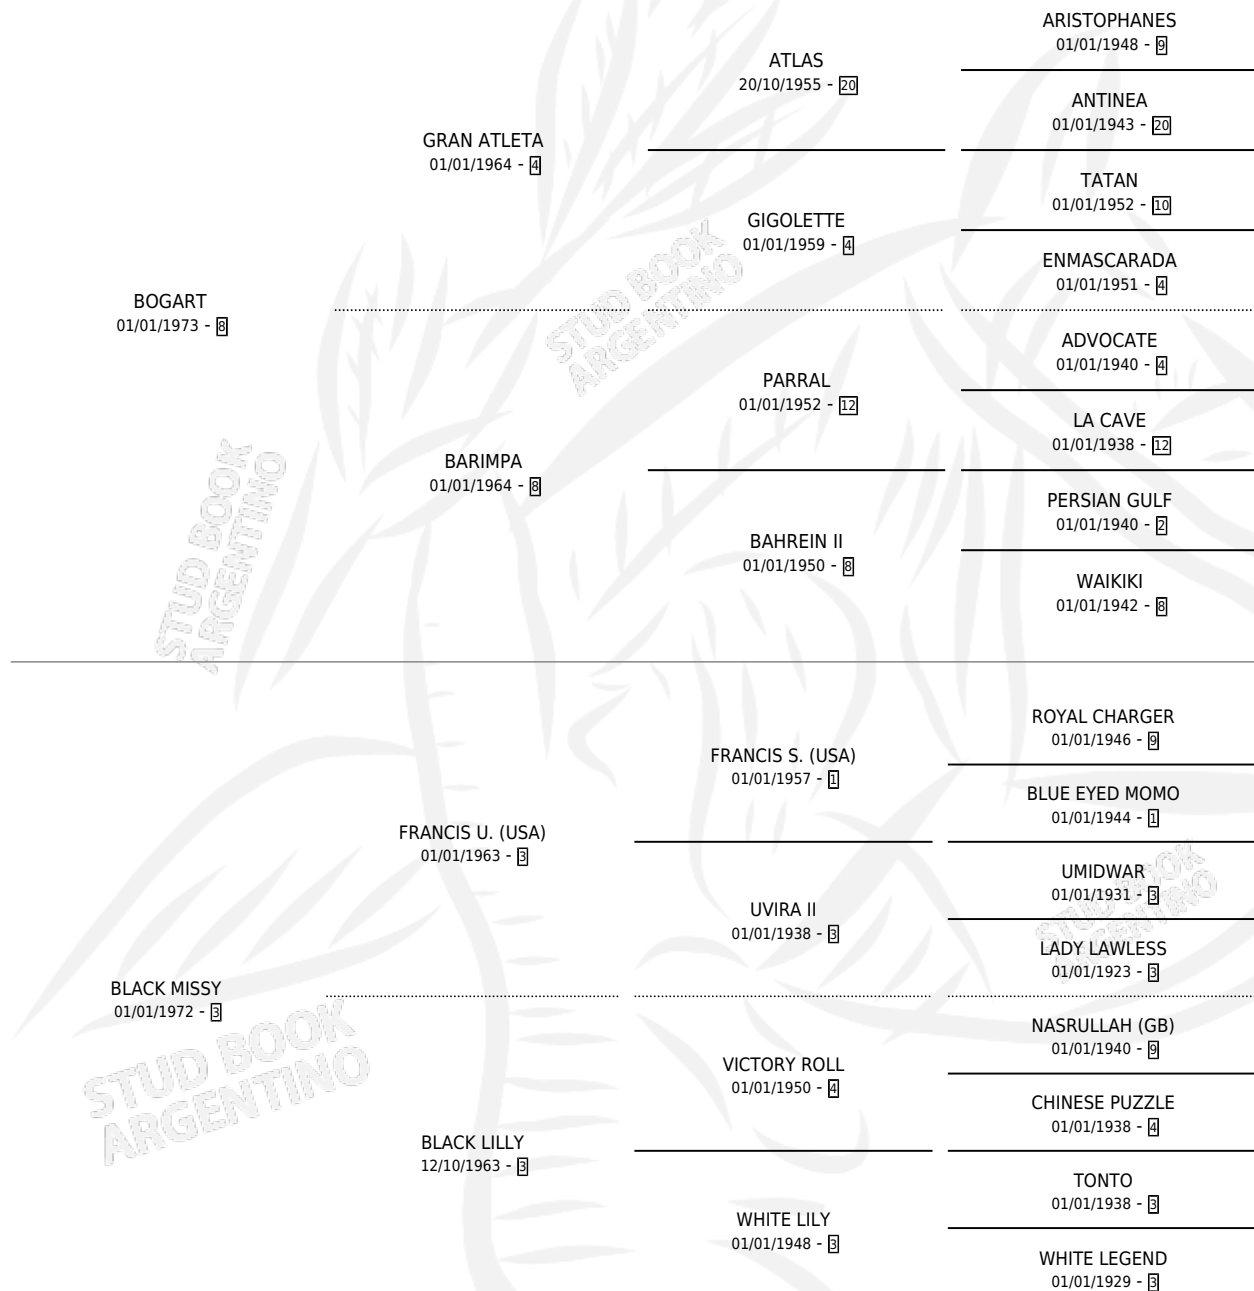 ARISTOPHANES
01/01/1948 - 9
ATLAS
20/10/1955 - 20
ANTINEA
01/01/1943 - 20
GRAN ATLETA
01/01/1964 - 4
TATAN
01/01/1952 - 10
GIGOLETTE
01/01/1959 - 4
ENMASCARADA
01/01/1951 - 4
BOGART
01/01/1973 - 8
STUD BOOK
ARGENTINO
ADVOCATE
01/01/1940 - 4
PARRAL
01/01/1952 - 12
LA CAVE
01/01/1938 - 12
BARIMPA
01/01/1964 - 8
STUD BOOK
ARGENTINO
PERSIAN GULF
01/01/1940 - 2
BAHREIN II
01/01/1950 - 8
WAIKIKI
01/01/1942 - 8
ROYAL CHARGER
01/01/1946 - 9
FRANCIS S. (USA)
01/01/1957 - 1
BLUE EYED MOMO
01/01/1944 - 1
FRANCIS U. (USA)
01/01/1963 - 3
UMIDWAR
01/01/1931 - 3
STUD BOOK
ARGENTINO
UVIRA II
01/01/1938 - 3
LADY LAWLESS
01/01/1923 - 3
BLACK MISSY
01/01/1972 - 3
STUD BOOK
ARGENTINO
NASRULLAH (GB)
01/01/1940 - 9
VICTORY ROLL
01/01/1950 - 4
CHINESE PUZZLE
01/01/1938 - 4
BLACK LILLY
12/10/1963 - 3
TONTO
01/01/1938 - 3
WHITE LILY
01/01/1948 - 3
WHITE LEGEND
01/01/1929 - 3